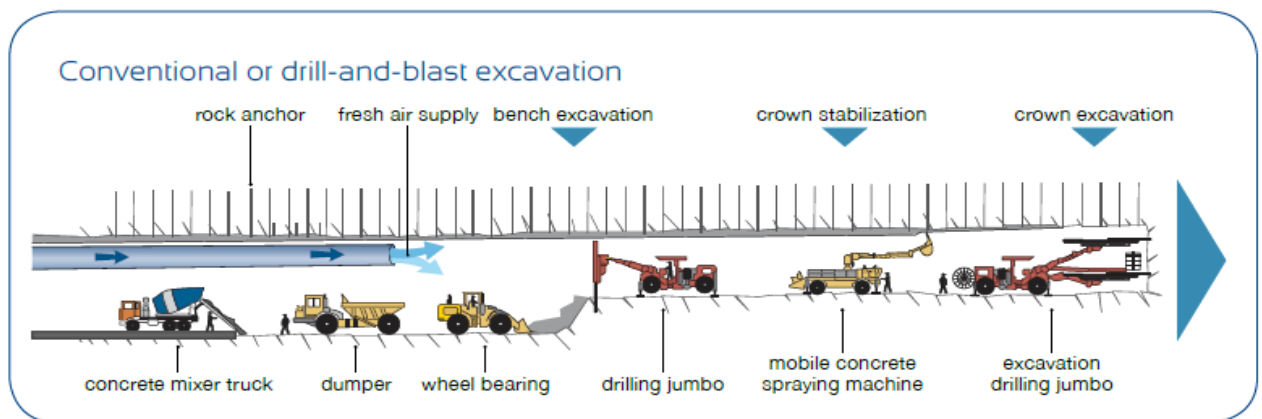 Conventional or drill-and-blast excavation
rock anchor
fresh air supply
bench excavation
crown stabilization
crown excavation
concrete mixer truck
dumper
wheel bearing
drilling jumbo
mobile concrete
spraying machine
excavation
drilling jumbo